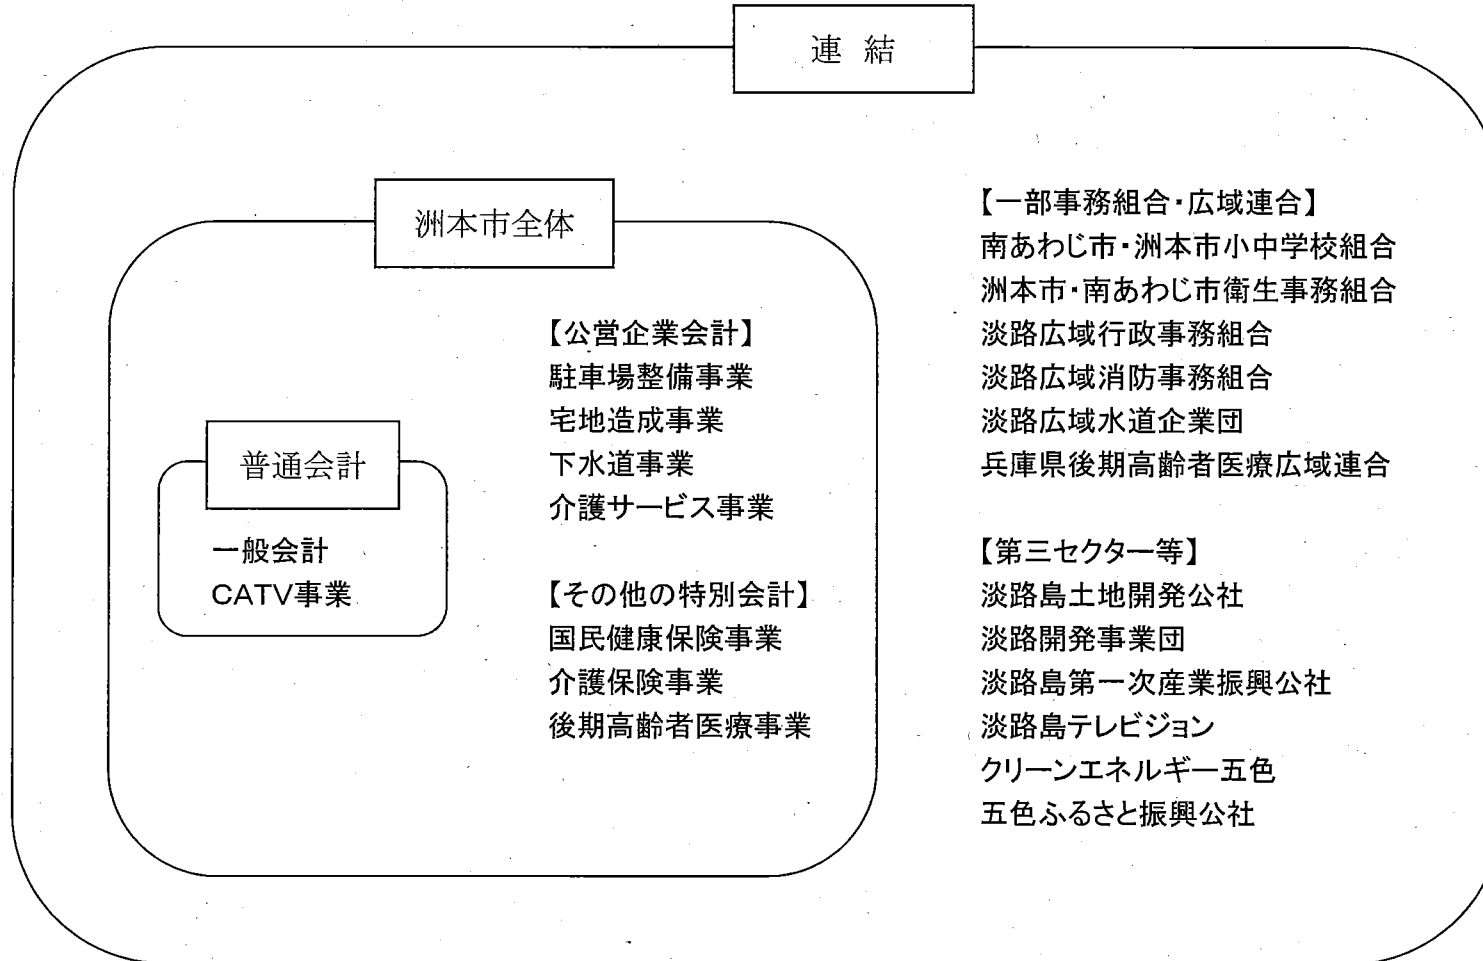 連 結
洲本市全体
普通会計
一般会計
CATV事業
【公営企業会計】
駐車場整備事業
宅地造成事業
下水道事業
介護サービス事業
【その他の特別会計】
国民健康保険事業
介護保険事業
後期高齢者医療事業
【一部事務組合・広域連合】
南あわじ市・洲本市小中学校組合
洲本市・南あわじ市衛生事務組合
淡路広域行政事務組合
淡路広域消防事務組合
淡路広域水道企業団
兵庫県後期高齢者医療広域連合
【第三セクター等】
淡路島土地開発公社
淡路開発事業団
淡路島第一次産業振興公社
淡路島テレビジョン
クリーンエネルギー五色
五色ふるさと振興公社